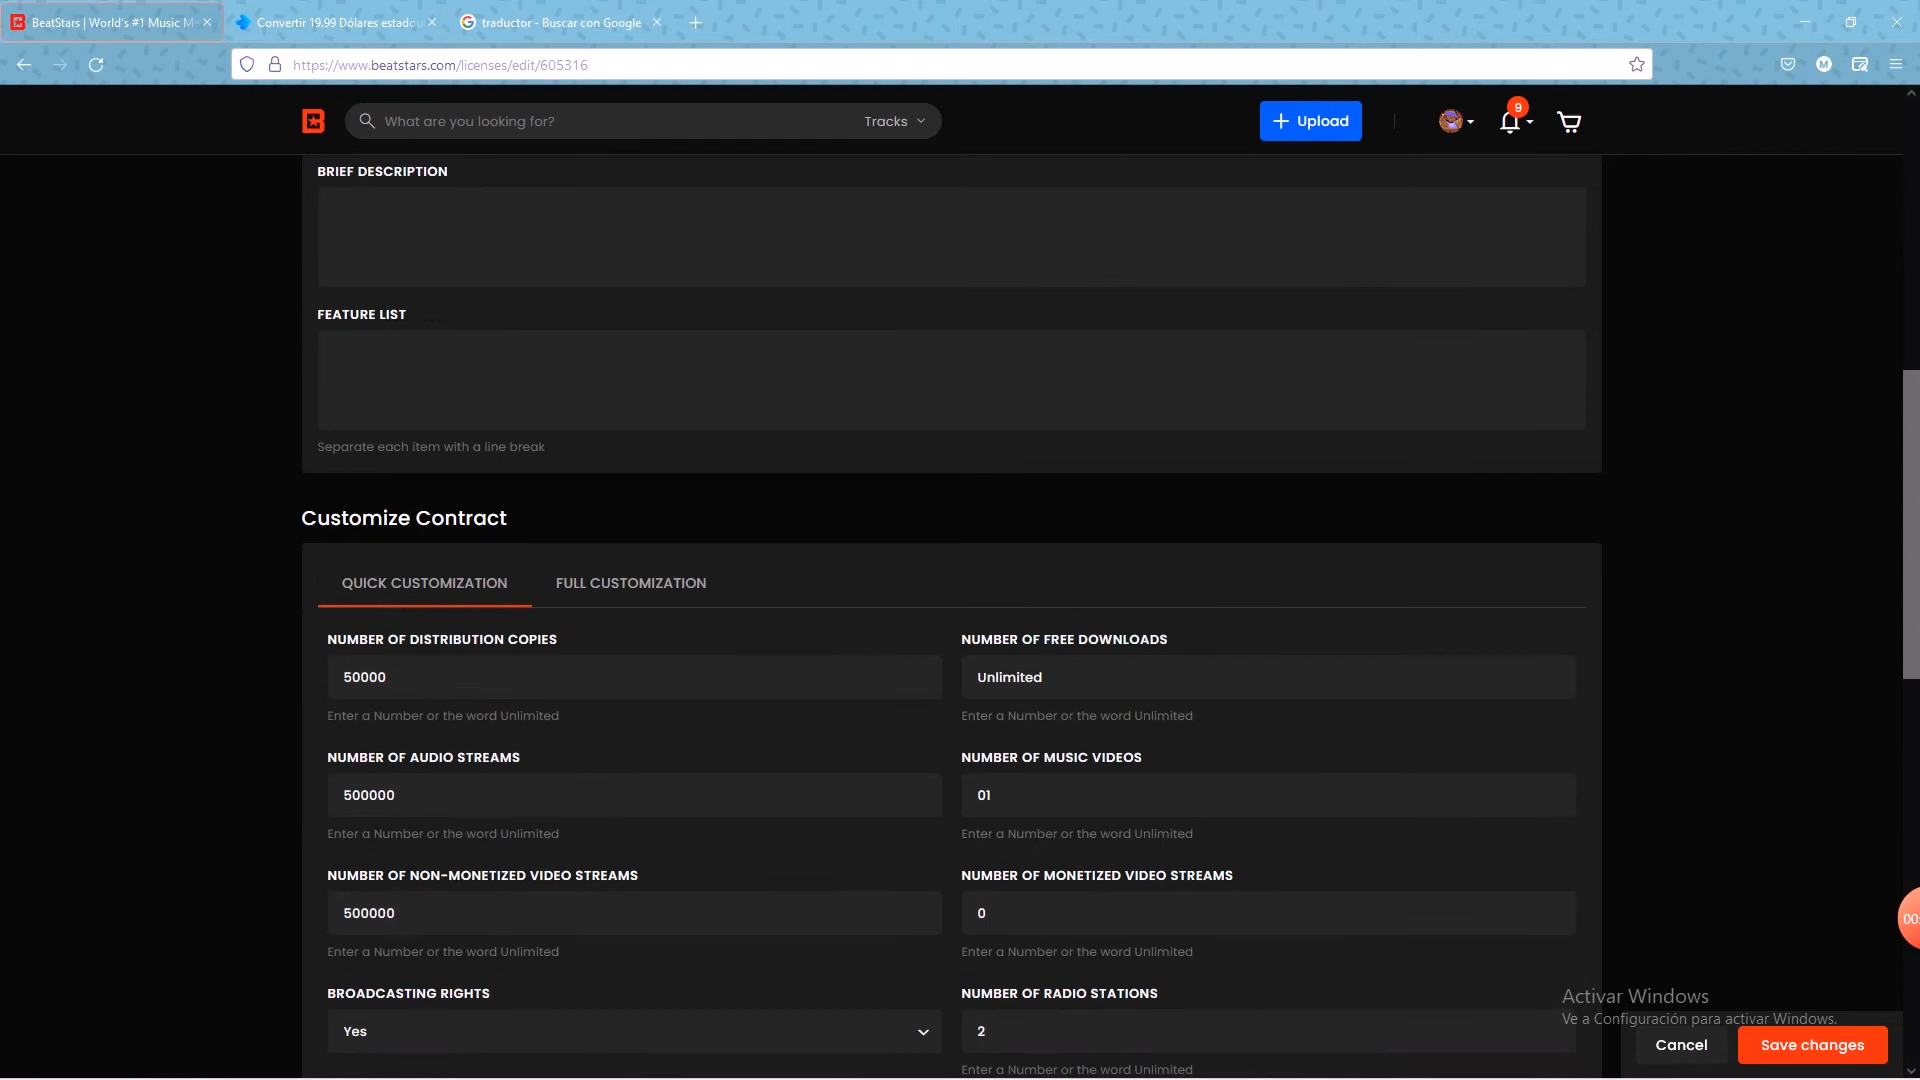 BeatStars | World's #1 Music M
Convertir 19.99 Dólares estadou
traductor - Buscar con Google
https://www.beatstars.com/licenses/edit/605316
M
What are you looking for?
Tracks
Upload
9
BRIEF DESCRIPTION
FEATURE LIST
Separate each item with a line break
Customize Contract
QUICK CUSTOMIZATION
FULL CUSTOMIZATION
NUMBER OF DISTRIBUTION COPIES
NUMBER OF FREE DOWNLOADS
50000
Unlimited
Enter a Number or the word Unlimited
Enter a Number or the word Unlimited
NUMBER OF AUDIO STREAMS
NUMBER OF MUSIC VIDEOS
500000
01
Enter a Number or the word Unlimited
Enter a Number or the word Unlimited
NUMBER OF NON-MONETIZED VIDEO STREAMS
NUMBER OF MONETIZED VIDEO STREAMS
500000
0
Enter a Number or the word Unlimited
Enter a Number or the word Unlimited
00:
BROADCASTING RIGHTS
NUMBER OF RADIO STATIONS
Yes
2
Enter a Number or the word Unlimited
Activar Windows
Ve a Configuración para activar Windows.
Cancel
Save changes